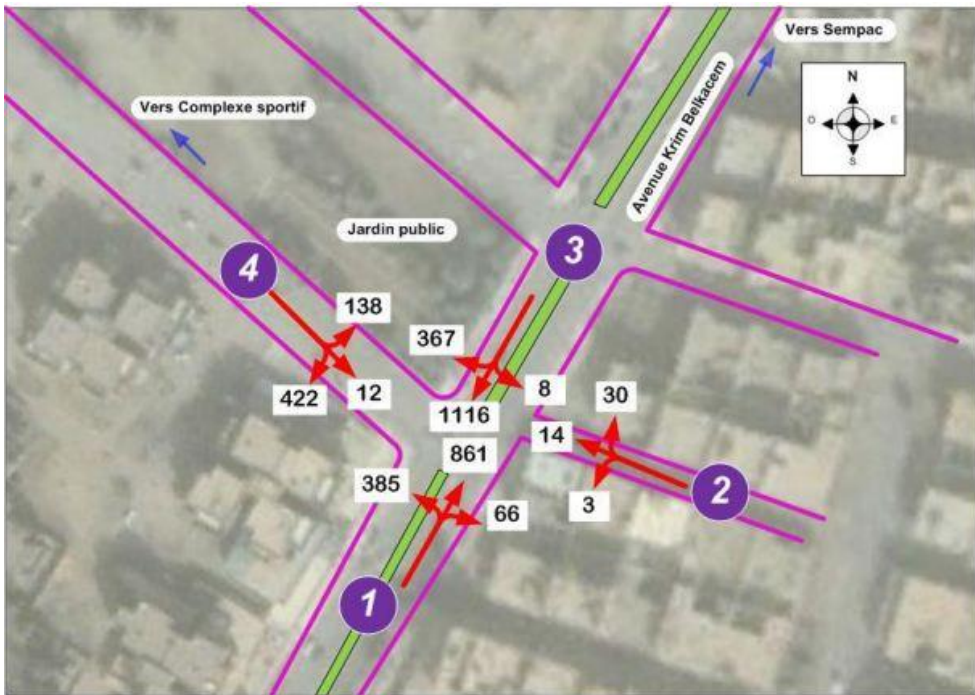 Vers Sempac
N
O
E
S
Vers Complexe sportif
Avenue Krim Belkacem
Jardin public
3
4
138
367
422
12
8
1116
30
14
861
385
66
3
2
1